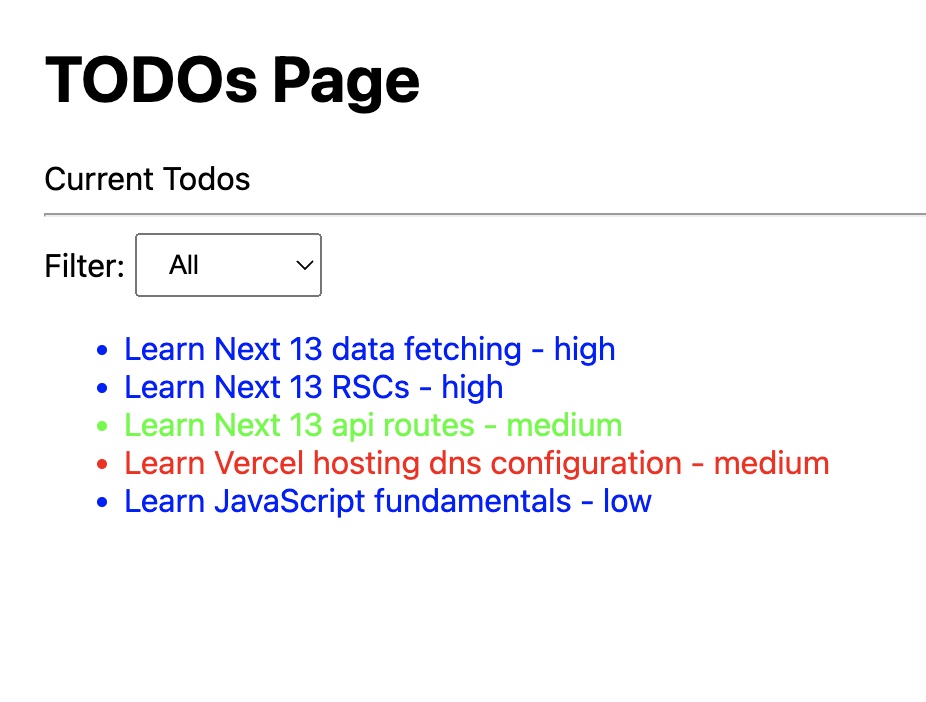 TODOs Page
Current Todos
Filter: All
Learn Next 13 data fetching - high
Learn Next 13 RSCs - high
Learn Next 13 api routes - medium
Learn Vercel hosting dns configuration - medium
Learn JavaScript fundamentals - low